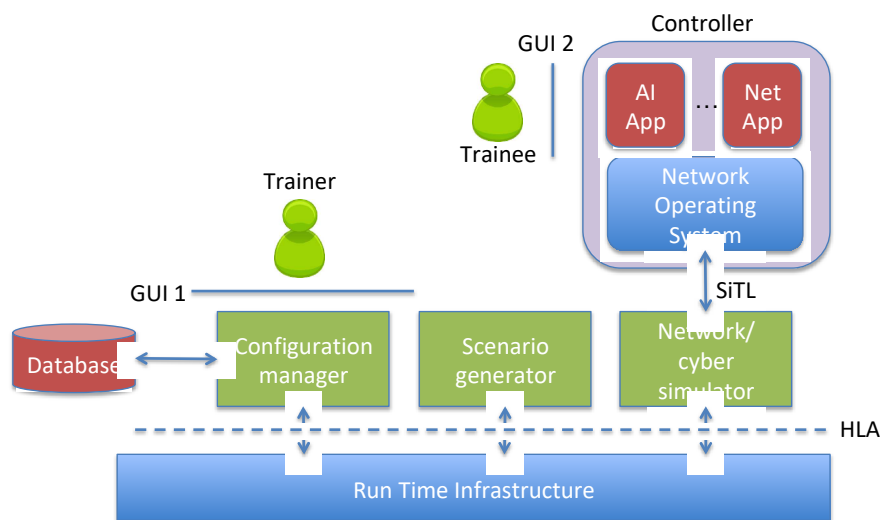 Controller
GUI 2
AI
App
...
Net
App
Trainee
Network
Operating
System
Trainer
SiTL
GUI 1
Database
Configuration
manager
Scenario
generator
Network/
cyber
simulator
HLA
Run Time Infrastructure